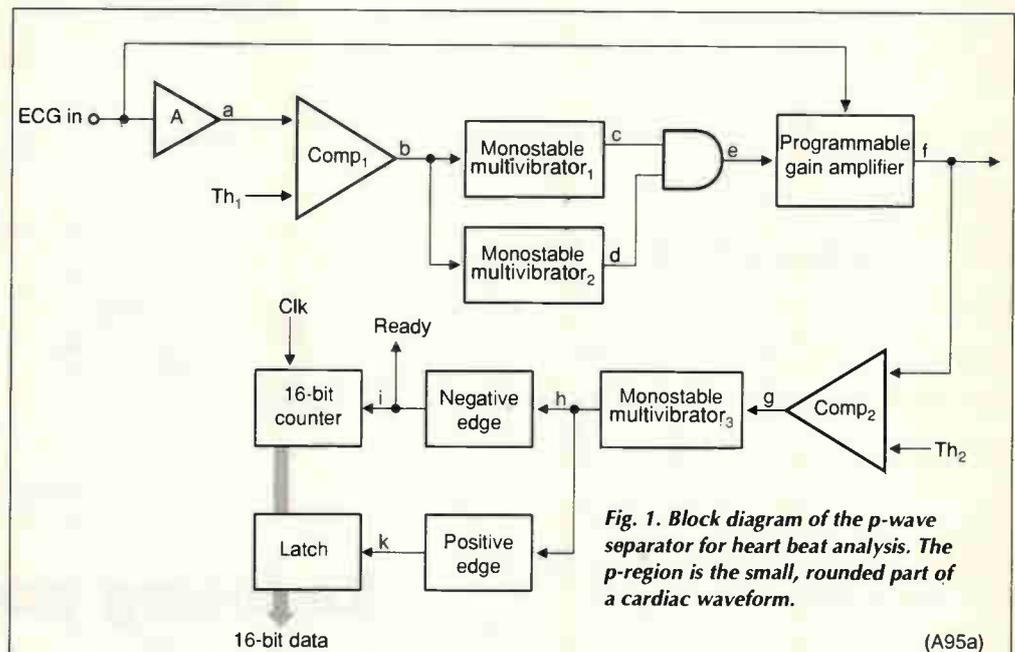 ECG in
A
a
Comp₁
Th₁
b
Monostable
multivibrator₁
c
Monostable
multivibrator₂
d
e
Programmable
gain amplifier
f
Clk
Ready
16-bit
counter
i
Negative
edge
h
Monostable
multivibrator₃
g
Comp₂
Th₂
Latch
k
Positive
edge
16-bit data
Fig. 1. Block diagram of the p-wave
separator for heart beat analysis. The
p-region is the small, rounded part of
a cardiac waveform.
(A95a)